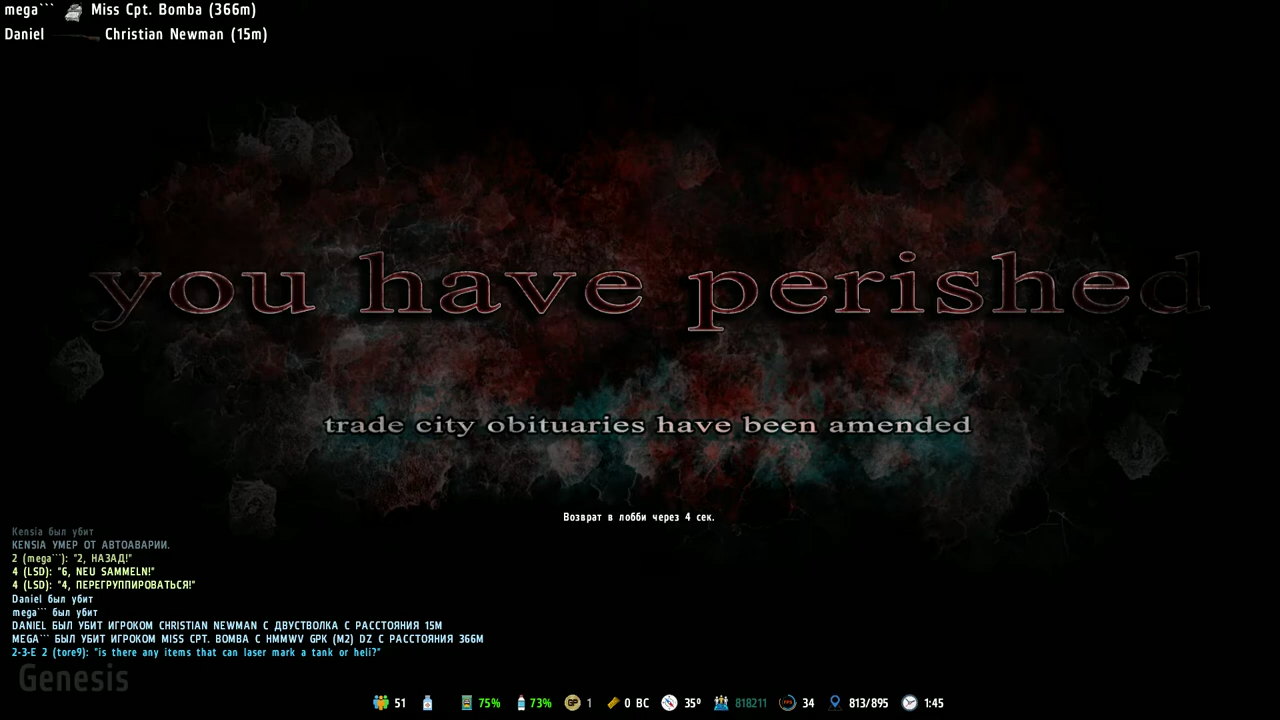 mega``` Miss Cpt. Bomba (366m)
Daniel Christian Newman (15m)
you have perished
trade city obituaries have been amended
Возврат в лобби через 4 сек.
Kensia был убит
KENSIA УМЕР ОТ АВТОАВАРИИ.
2 (mega```): "2, НАЗАД!"
4 (LSD): "6, NEU SAMMELN!"
4 (LSD): "4, ПЕРЕГРУППИРОВАТЬСЯ!"
Daniel был убит
mega``` был убит
DANIEL БЫЛ УБИТ ИГРОКОМ CHRISTIAN NEWMAN С ДВУСТВОЛКА С РАССТОЯНИЯ 15M
MEGA``` БЫЛ УБИТ ИГРОКОМ MISS CPT. BOMBA С HMMWV GPK (M2) DZ С РАССТОЯНИЯ 366M
2-3-E 2 (tore9): "is there any items that can laser mark a tank or heli?"
Genesis
51 75% 73% GP 1 0 BC 35º 818211 FPS 34 813/895 1:45